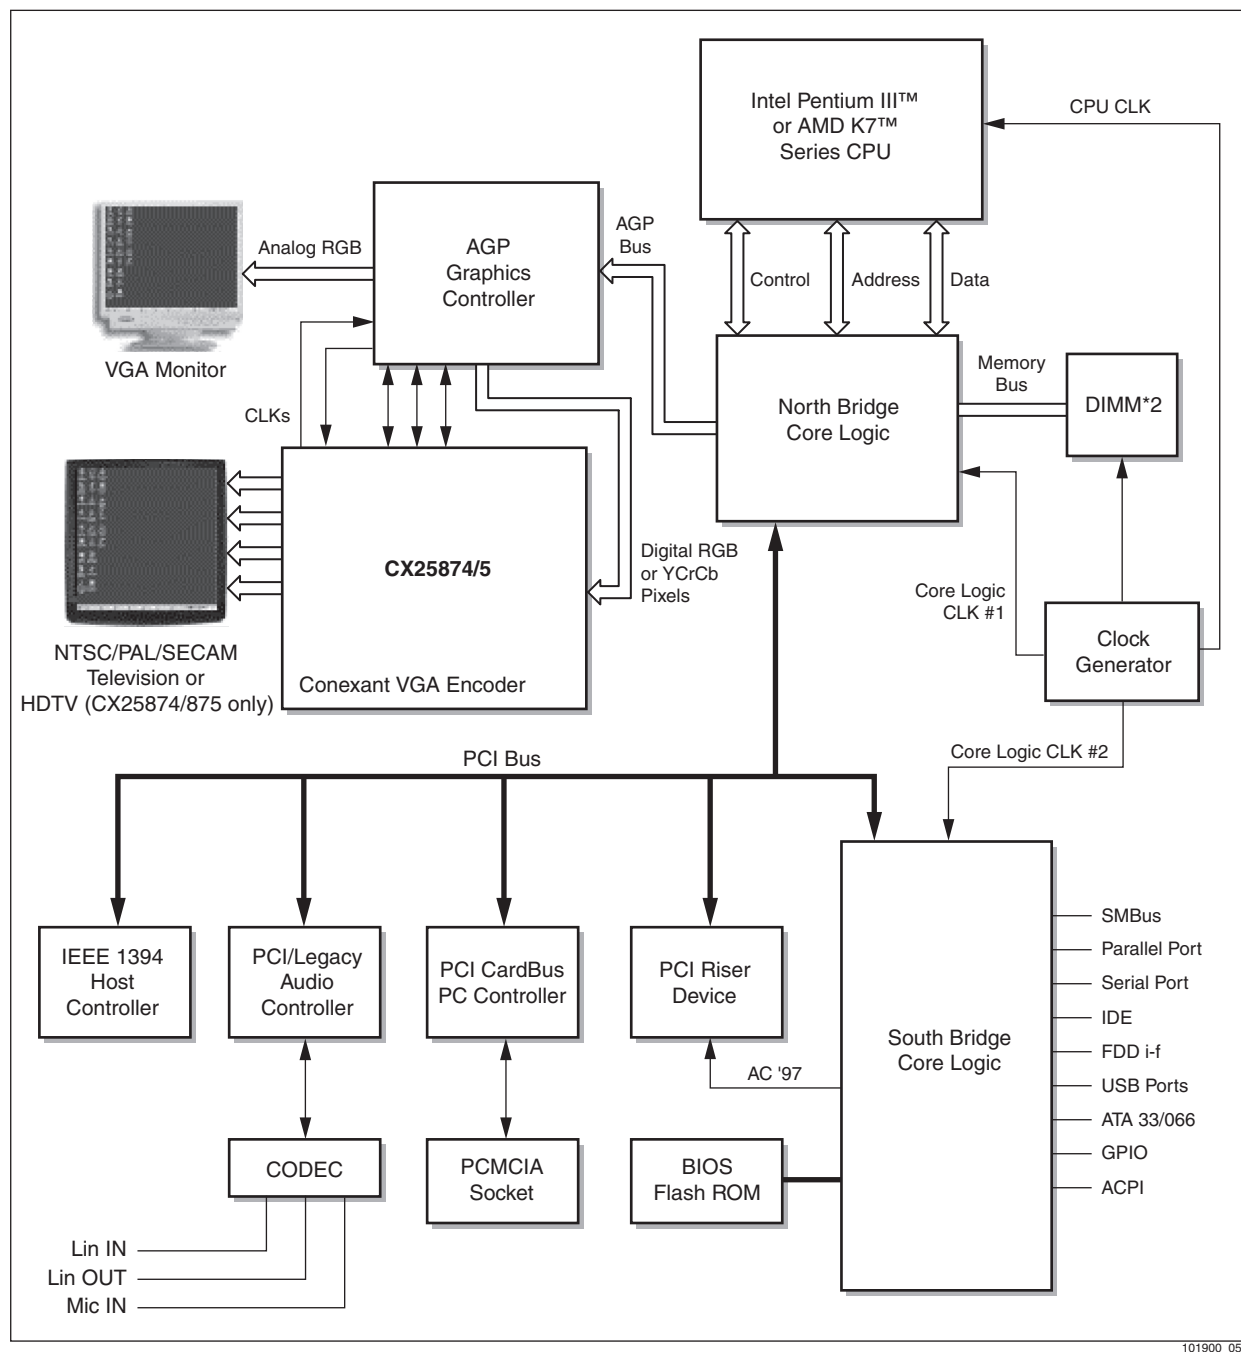 Intel Pentium III™
or AMD K7™
Series CPU
CPU CLK
AGP
Graphics
Controller
AGP
Bus
Analog RGB
Control
Address
Data
VGA Monitor
CLKs
North Bridge
Core Logic
Memory
Bus
DIMM*2
CX25874/5
Conexant VGA Encoder
Digital RGB
or YCrCb
Pixels
NTSC/PAL/SECAM
Television or
HDTV (CX25874/875 only)
Core Logic
CLK #1
Clock
Generator
PCI Bus
Core Logic CLK #2
IEEE 1394
Host
Controller
PCI/Legacy
Audio
Controller
PCI CardBus
PC Controller
PCI Riser
Device
South Bridge
Core Logic
SMBus
Parallel Port
Serial Port
IDE
FDD i-f
USB Ports
ATA 33/066
GPIO
ACPI
AC '97
CODEC
PCMCIA
Socket
BIOS
Flash ROM
Lin IN
Lin OUT
Mic IN
101900_05